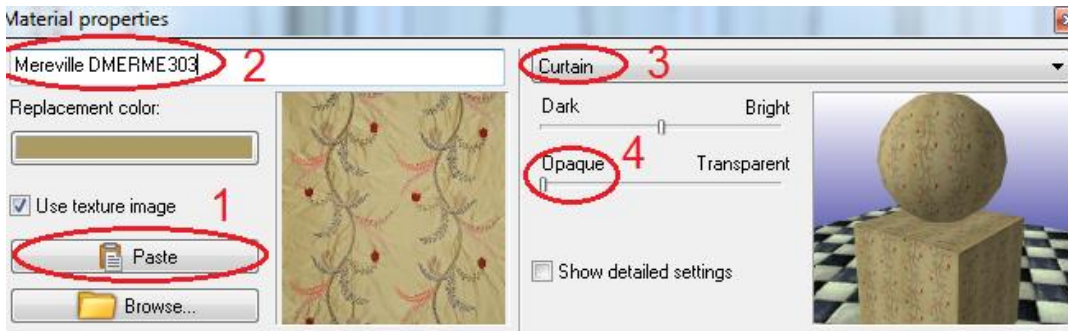 Material properties
Mereville DMERME303
2
Replacement color:
Use texture image
1
Paste
Browse...
Curtain
3
Dark Bright
Opaque
4
Transparent
Show detailed settings